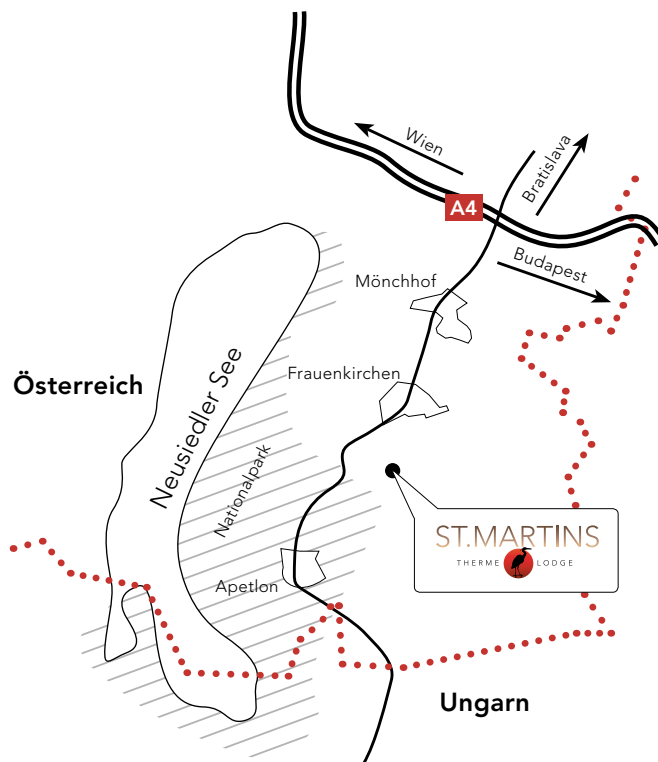 Wien
Bratislava
A4
Budapest
Mönchhof
Frauenkirchen
Österreich
Neusiedler See
Nationalpark
ST.MARTINS
THERME LODGE
Apetlon
Ungarn